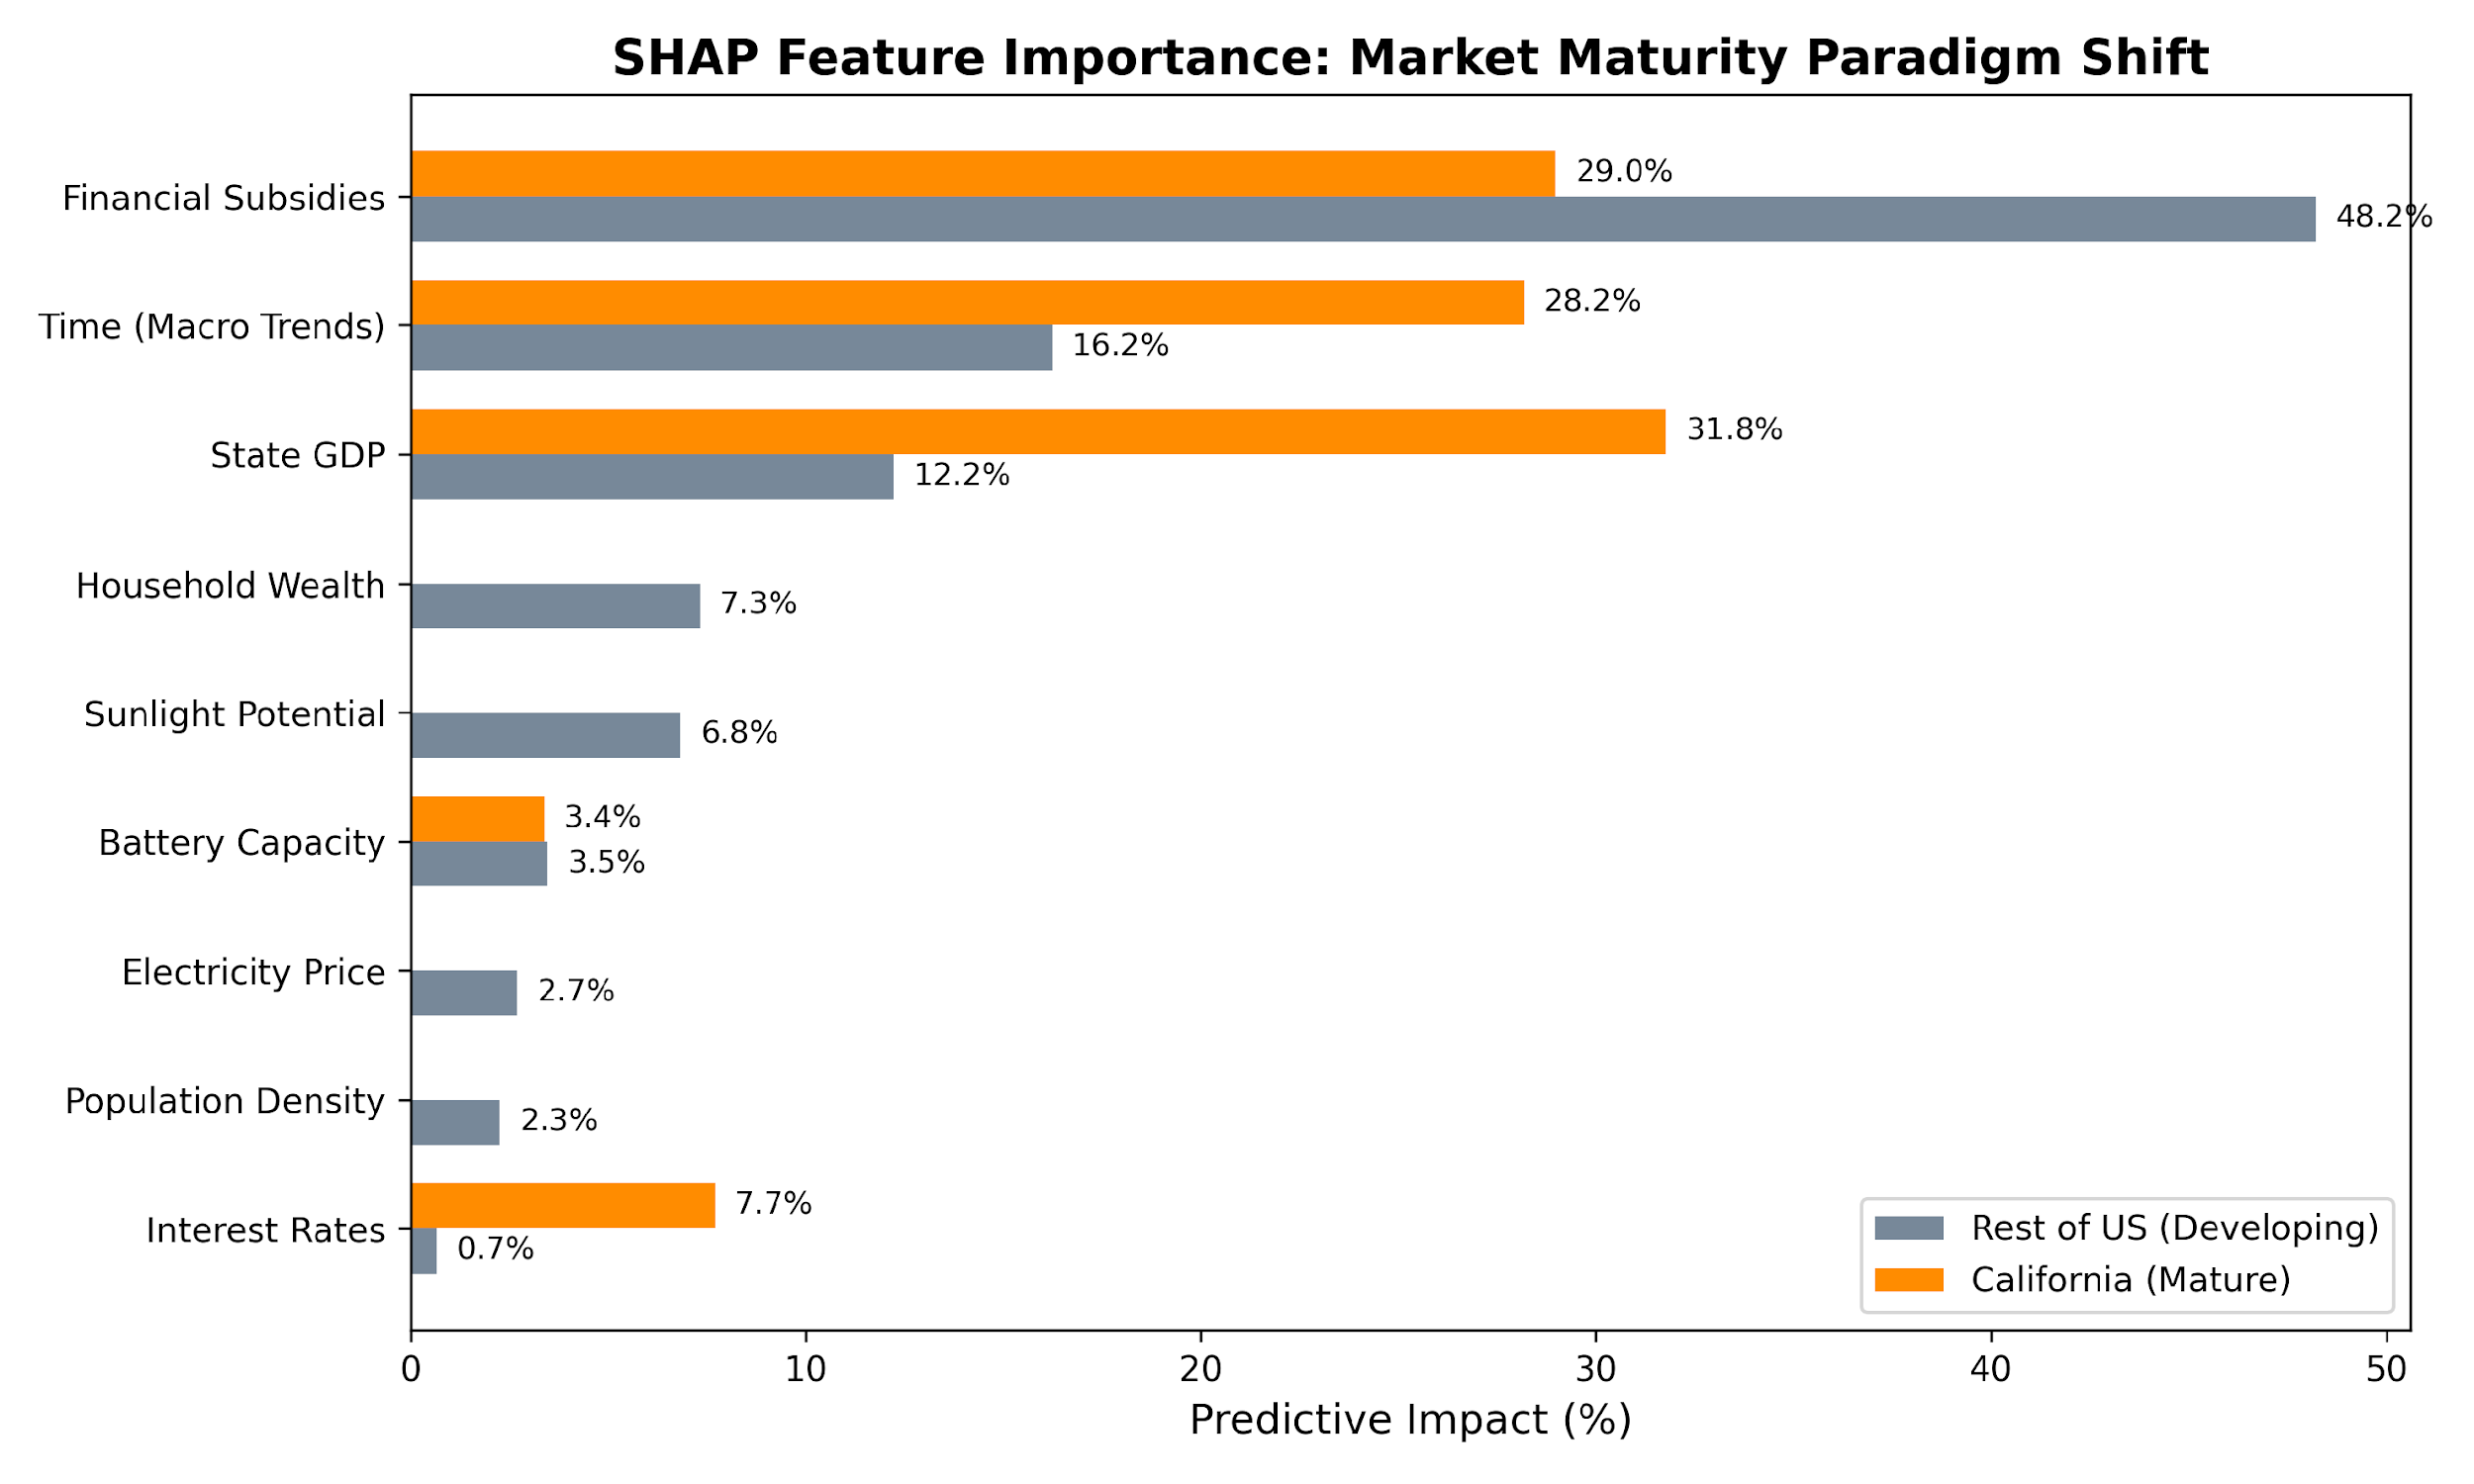 SHAP Feature Importance: Market Maturity Paradigm Shift
Financial Subsidies
29.0%
48.2%
Time (Macro Trends)
28.2%
16.2%
State GDP
31.8%
12.2%
Household Wealth
7.3%
Sunlight Potential
6.8%
Battery Capacity
3.4%
3.5%
Electricity Price
2.7%
Population Density
2.3%
Interest Rates
7.7%
0.7%
Rest of US (Developing)
California (Mature)
0 10 20 30 40 50
Predictive Impact (%)